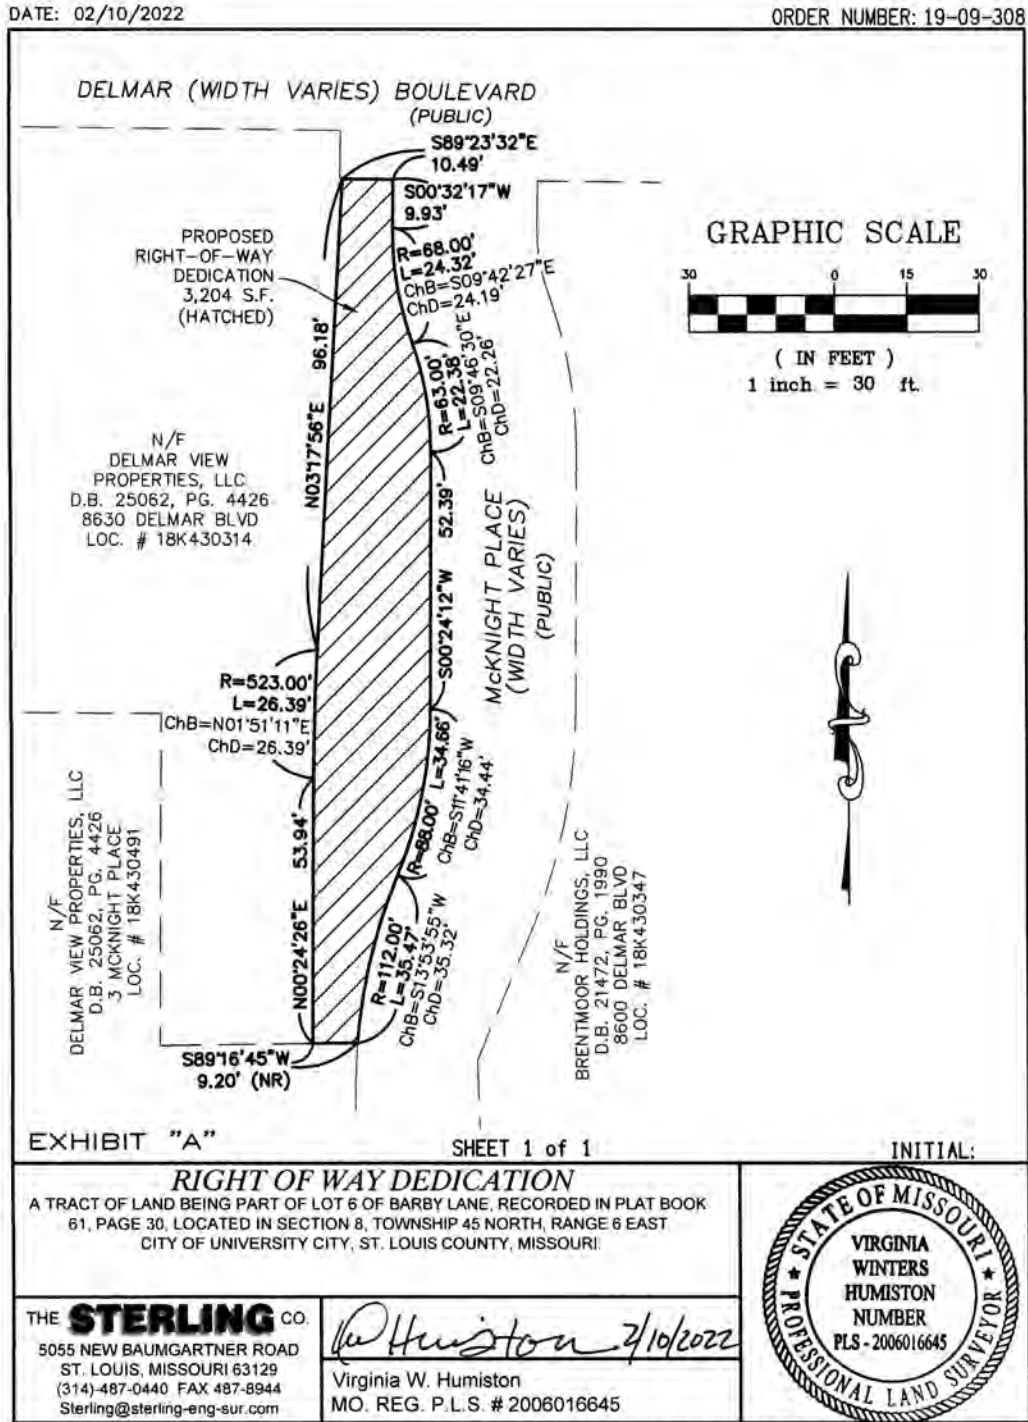 DATE: 02/10/2022
ORDER NUMBER: 19-09-308
DELMAR (WIDTH VARIES) BOULEVARD
(PUBLIC)
S89°23'32"E
10.49'
S00°32'17"W
9.93'
R=68.00'
L=24.32'
ChB=S09°42'27"E
ChD=24.19'
R=63.00'
L=22.38'
ChB=S09°46'30"E
ChD=22.26'
PROPOSED
RIGHT-OF-WAY
DEDICATION
3,204 S.F.
(HATCHED)
N03°17'56"E 96.18'
GRAPHIC SCALE
30 0 15 30
( IN FEET )
1 inch = 30 ft.
N/F
DELMAR VIEW
PROPERTIES, LLC
D.B. 25062, PG. 4426
8630 DELMAR BLVD
LOC. # 18K430314
S00°24'12"W 52.39'
McKNIGHT PLACE
(WIDTH VARIES)
(PUBLIC)
R=523.00'
L=26.39'
ChB=N01°51'11"E
ChD=26.39'
R=88.00' L=34.66'
ChB=S11°41'16"W
ChD=34.44'
N/F
DELMAR VIEW PROPERTIES, LLC
D.B. 25062, PG. 4426
3 MCKNIGHT PLACE
LOC. # 18K430491
N00°24'26"E 53.94'
R=112.00'
L=35.47'
ChB=S13°53'55"W
ChD=35.32'
N/F
BRENTMOOR HOLDINGS, LLC
D.B. 21472, PG. 1990
8600 DELMAR BLVD
LOC. # 18K430347
S89°16'45"W
9.20' (NR)
EXHIBIT "A"
SHEET 1 of 1
INITIAL:
RIGHT OF WAY DEDICATION
A TRACT OF LAND BEING PART OF LOT 6 OF BARBY LANE, RECORDED IN PLAT BOOK
61, PAGE 30, LOCATED IN SECTION 8, TOWNSHIP 45 NORTH, RANGE 6 EAST
CITY OF UNIVERSITY CITY, ST. LOUIS COUNTY, MISSOURI
THE STERLING CO.
5055 NEW BAUMGARTNER ROAD
ST. LOUIS, MISSOURI 63129
(314)-487-0440 FAX 487-8944
Sterling@sterling-eng-sur.com
VW Humiston 2/10/2022
Virginia W. Humiston
MO. REG. P.L.S. # 2006016645
STATE OF MISSOURI
VIRGINIA
WINTERS
HUMISTON
NUMBER
PLS - 2006016645
PROFESSIONAL LAND SURVEYOR